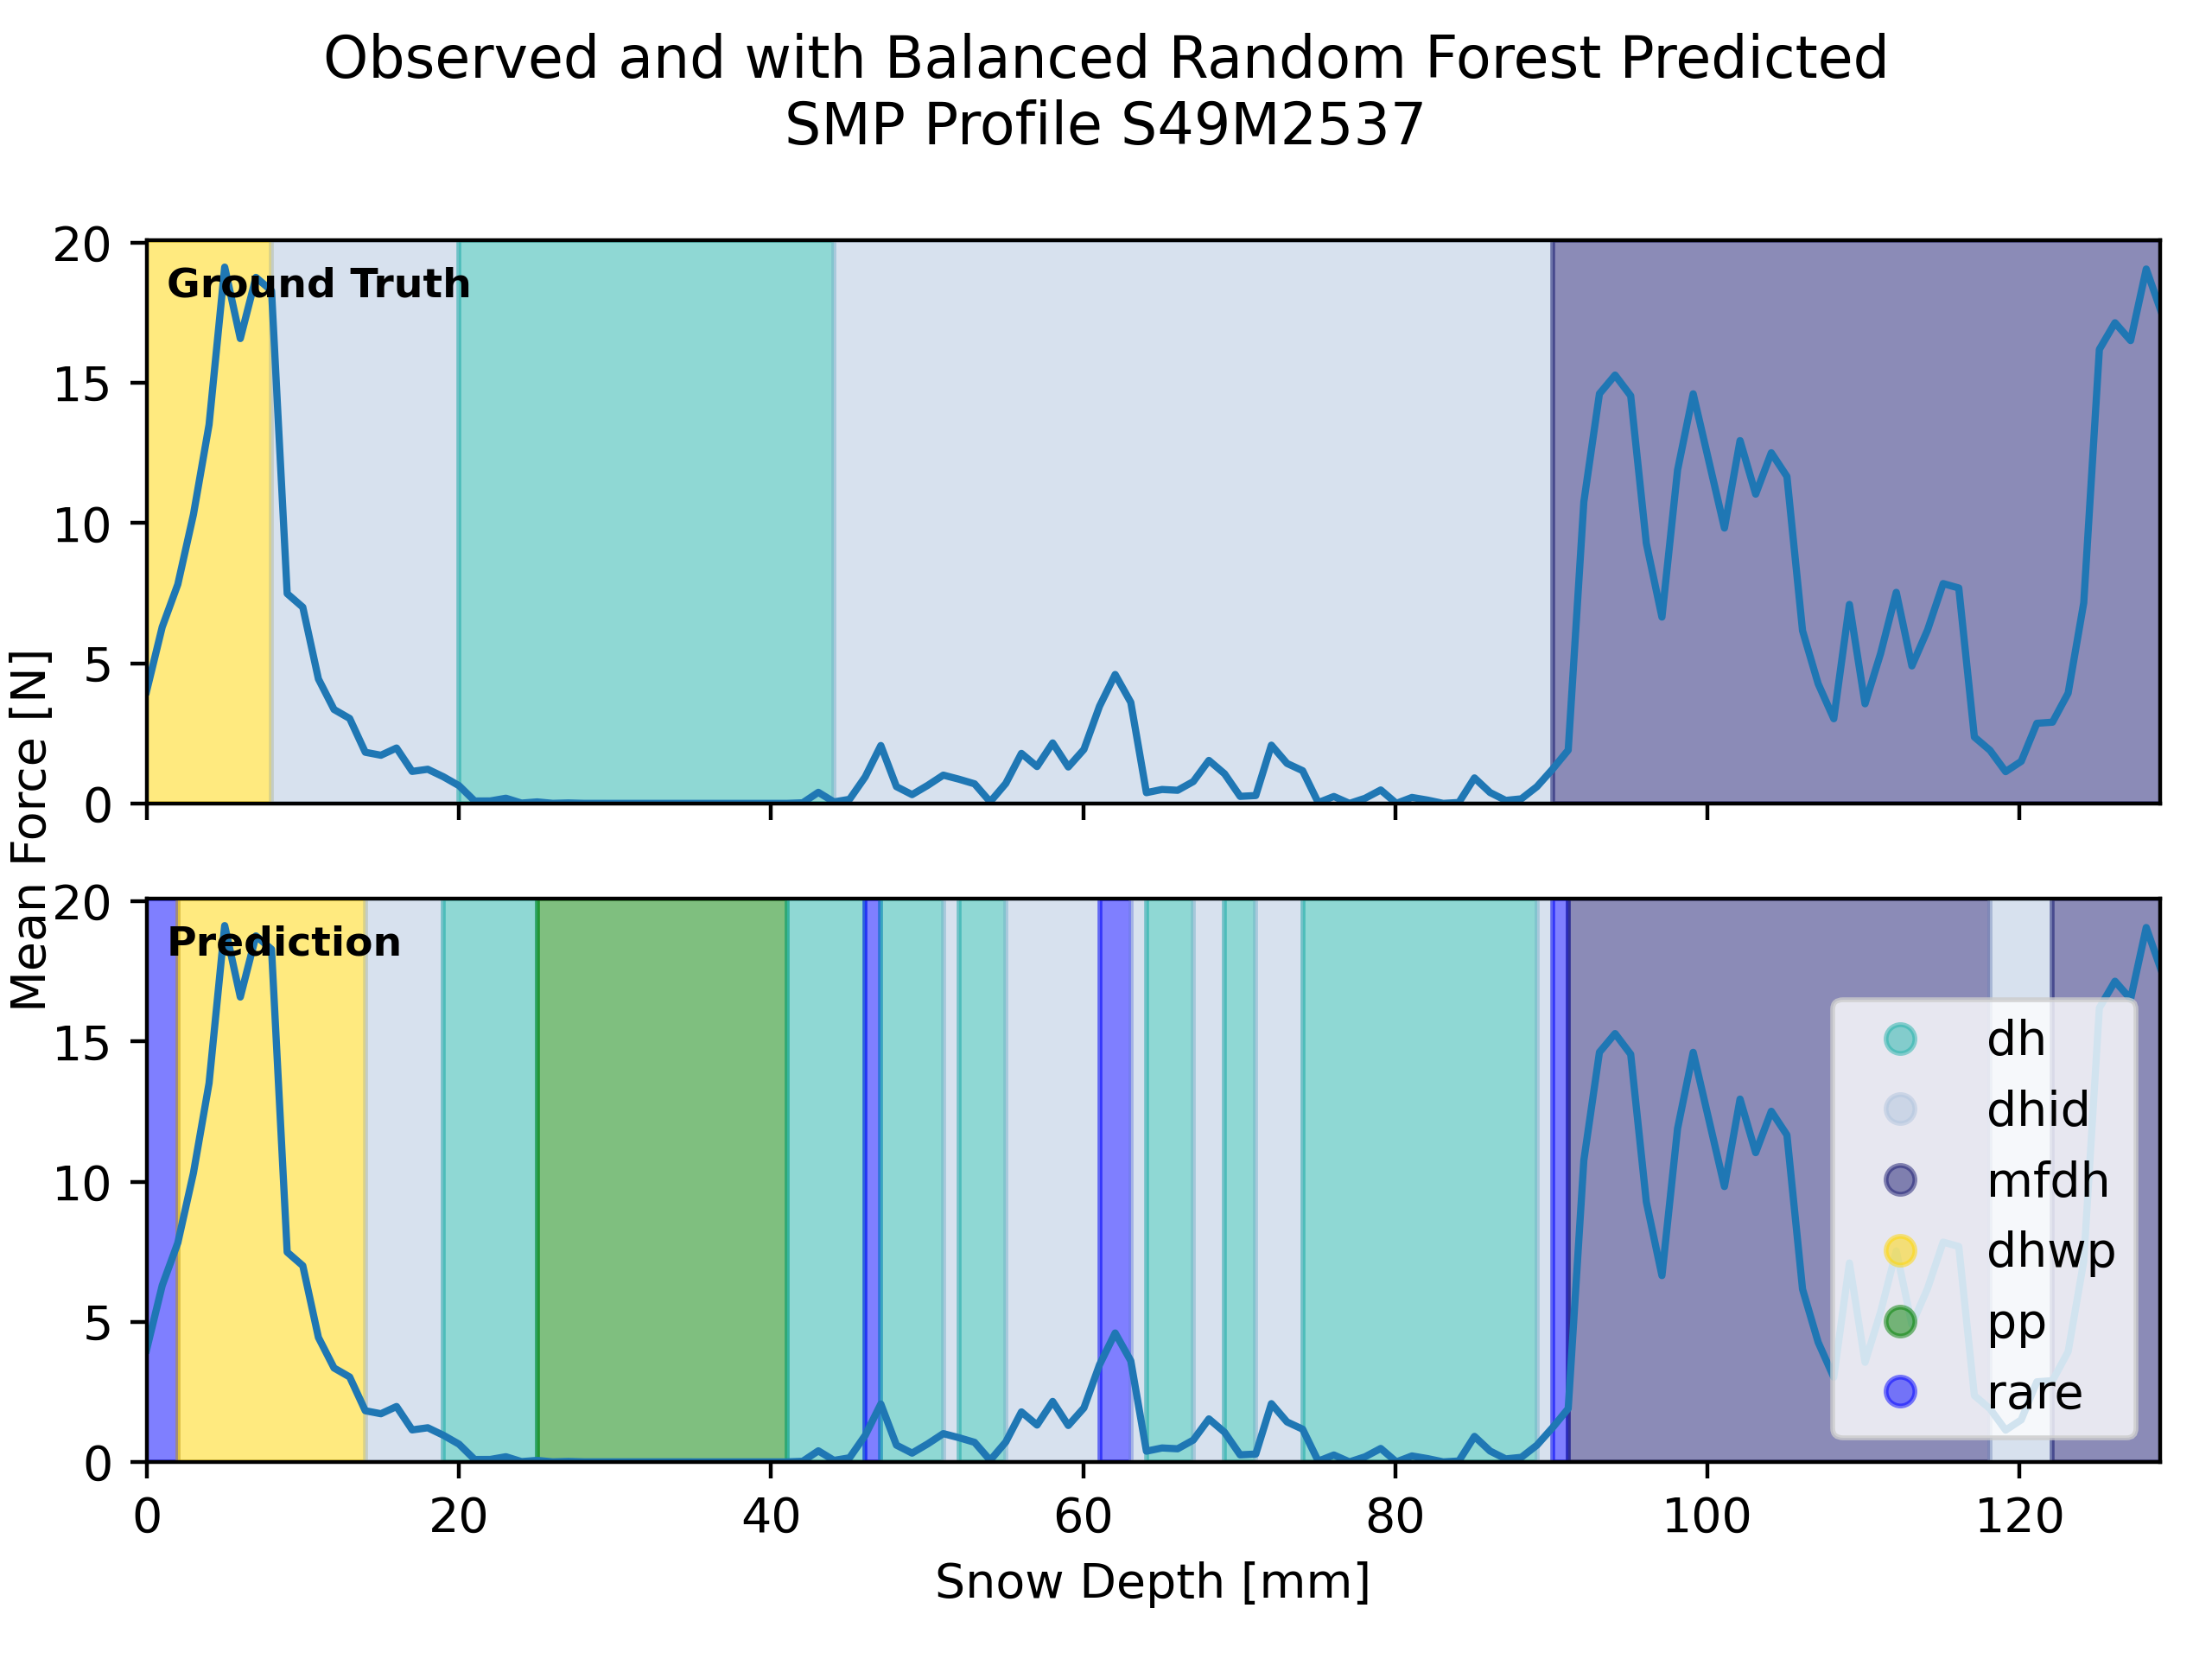 Observed and with Balanced Random Forest Predicted
SMP Profile S49M2537
20
15
10
5
0
Ground Truth
Mean Force [N]
20
15
10
5
0
Prediction
dh
dhid
mfdh
dhwp
pp
rare
0 20 40 60 80 100 120
Snow Depth [mm]